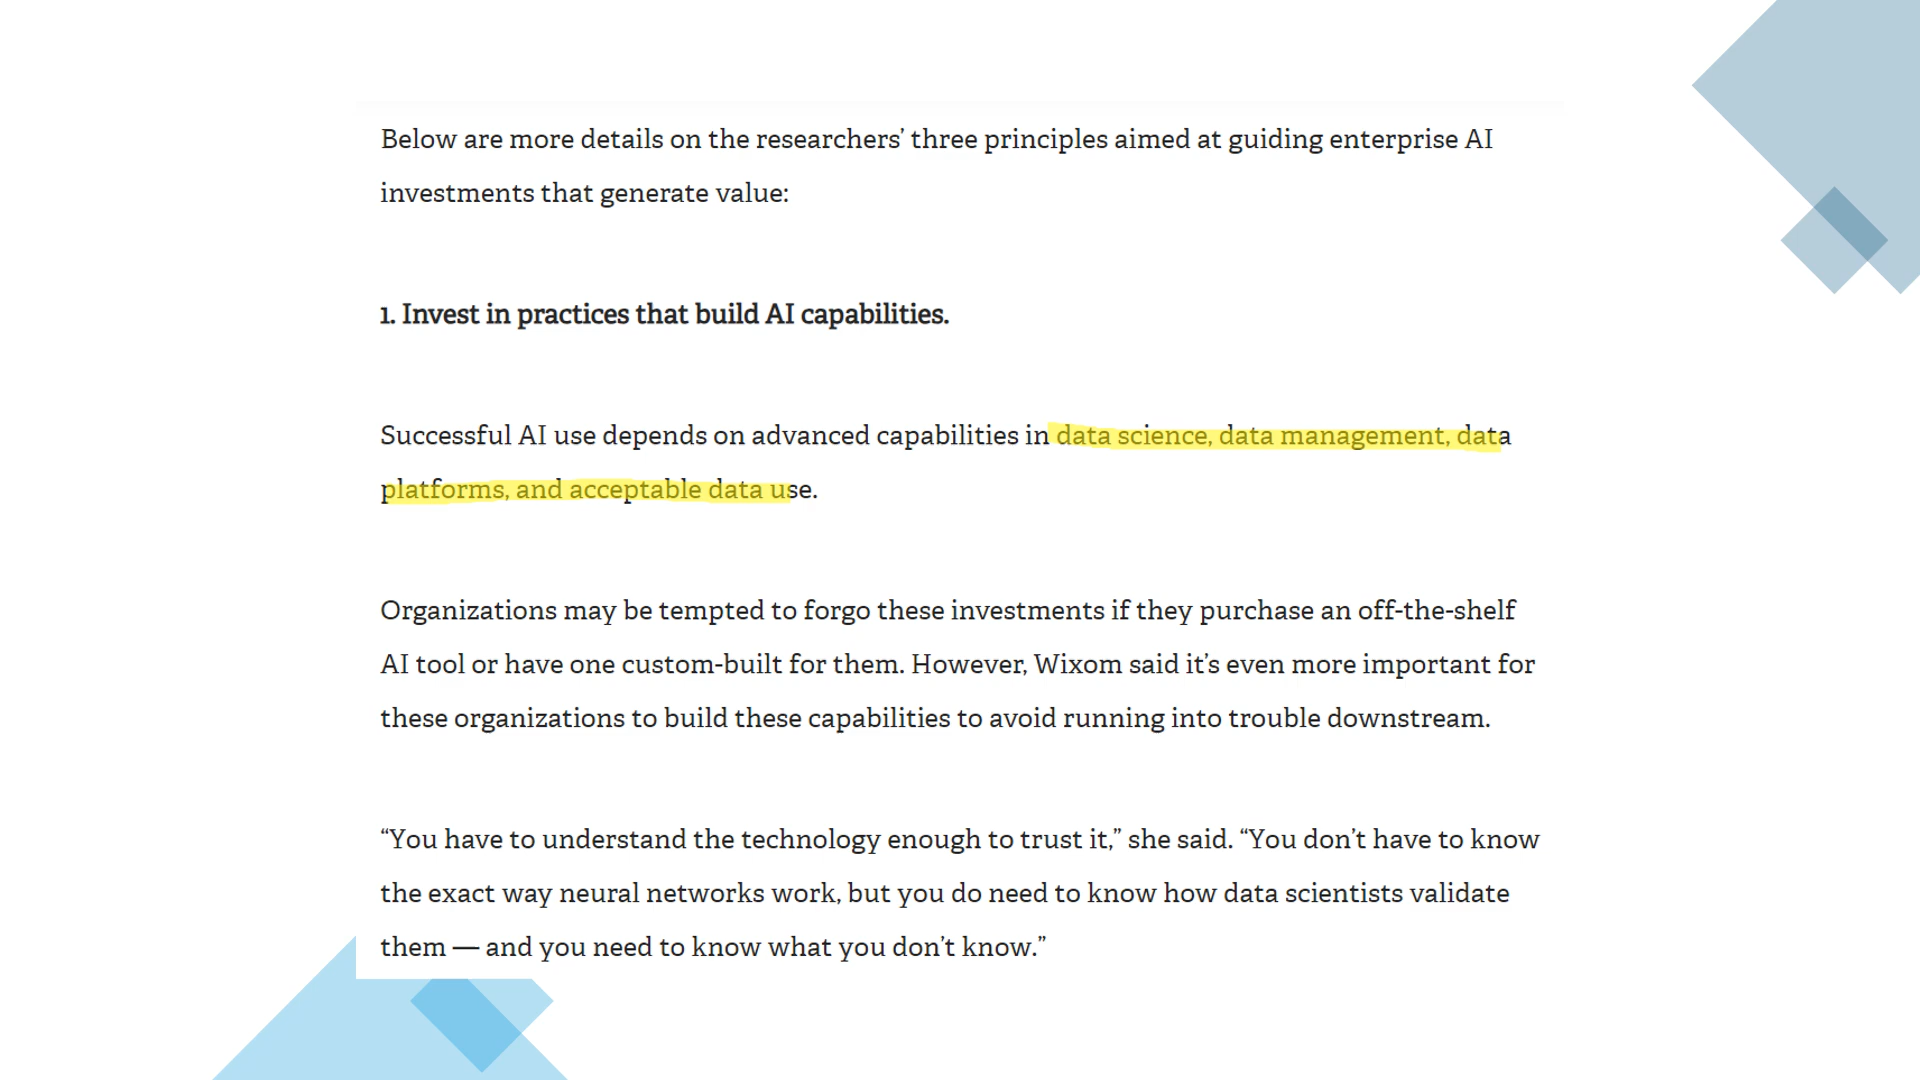 Below are more details on the researchers’ three principles aimed at guiding enterprise AI
investments that generate value:
1. Invest in practices that build AI capabilities.
Successful AI use depends on advanced capabilities in data science, data management, data
platforms, and acceptable data use.
Organizations may be tempted to forgo these investments if they purchase an off-the-shelf
AI tool or have one custom-built for them. However, Wixom said it’s even more important for
these organizations to build these capabilities to avoid running into trouble downstream.
“You have to understand the technology enough to trust it,” she said. “You don’t have to know
the exact way neural networks work, but you do need to know how data scientists validate
them — and you need to know what you don’t know.”